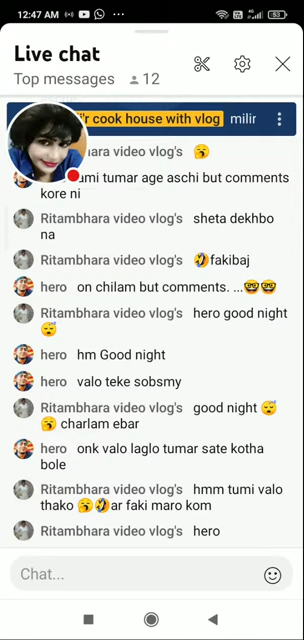 12:47 AM
4G
53
Live chat
Top messages 12
i'r cook house with vlog milir
hara video vlog's 🥱
ami tumar age aschi but comments
kore ni
Ritambhara video vlog's sheta dekhbo
na
Ritambhara video vlog's 🤣fakibaj
hero on chilam but comments. ...🤓🤓
Ritambhara video vlog's hero good night
😴
hero hm Good night
hero valo teke sobsmy
Ritambhara video vlog's good night 😴
🥱 charlam ebar
hero onk valo laglo tumar sate kotha
bole
Ritambhara video vlog's hmm tumi valo
thako 🥱🤣ar faki maro kom
Ritambhara video vlog's hero
Chat...